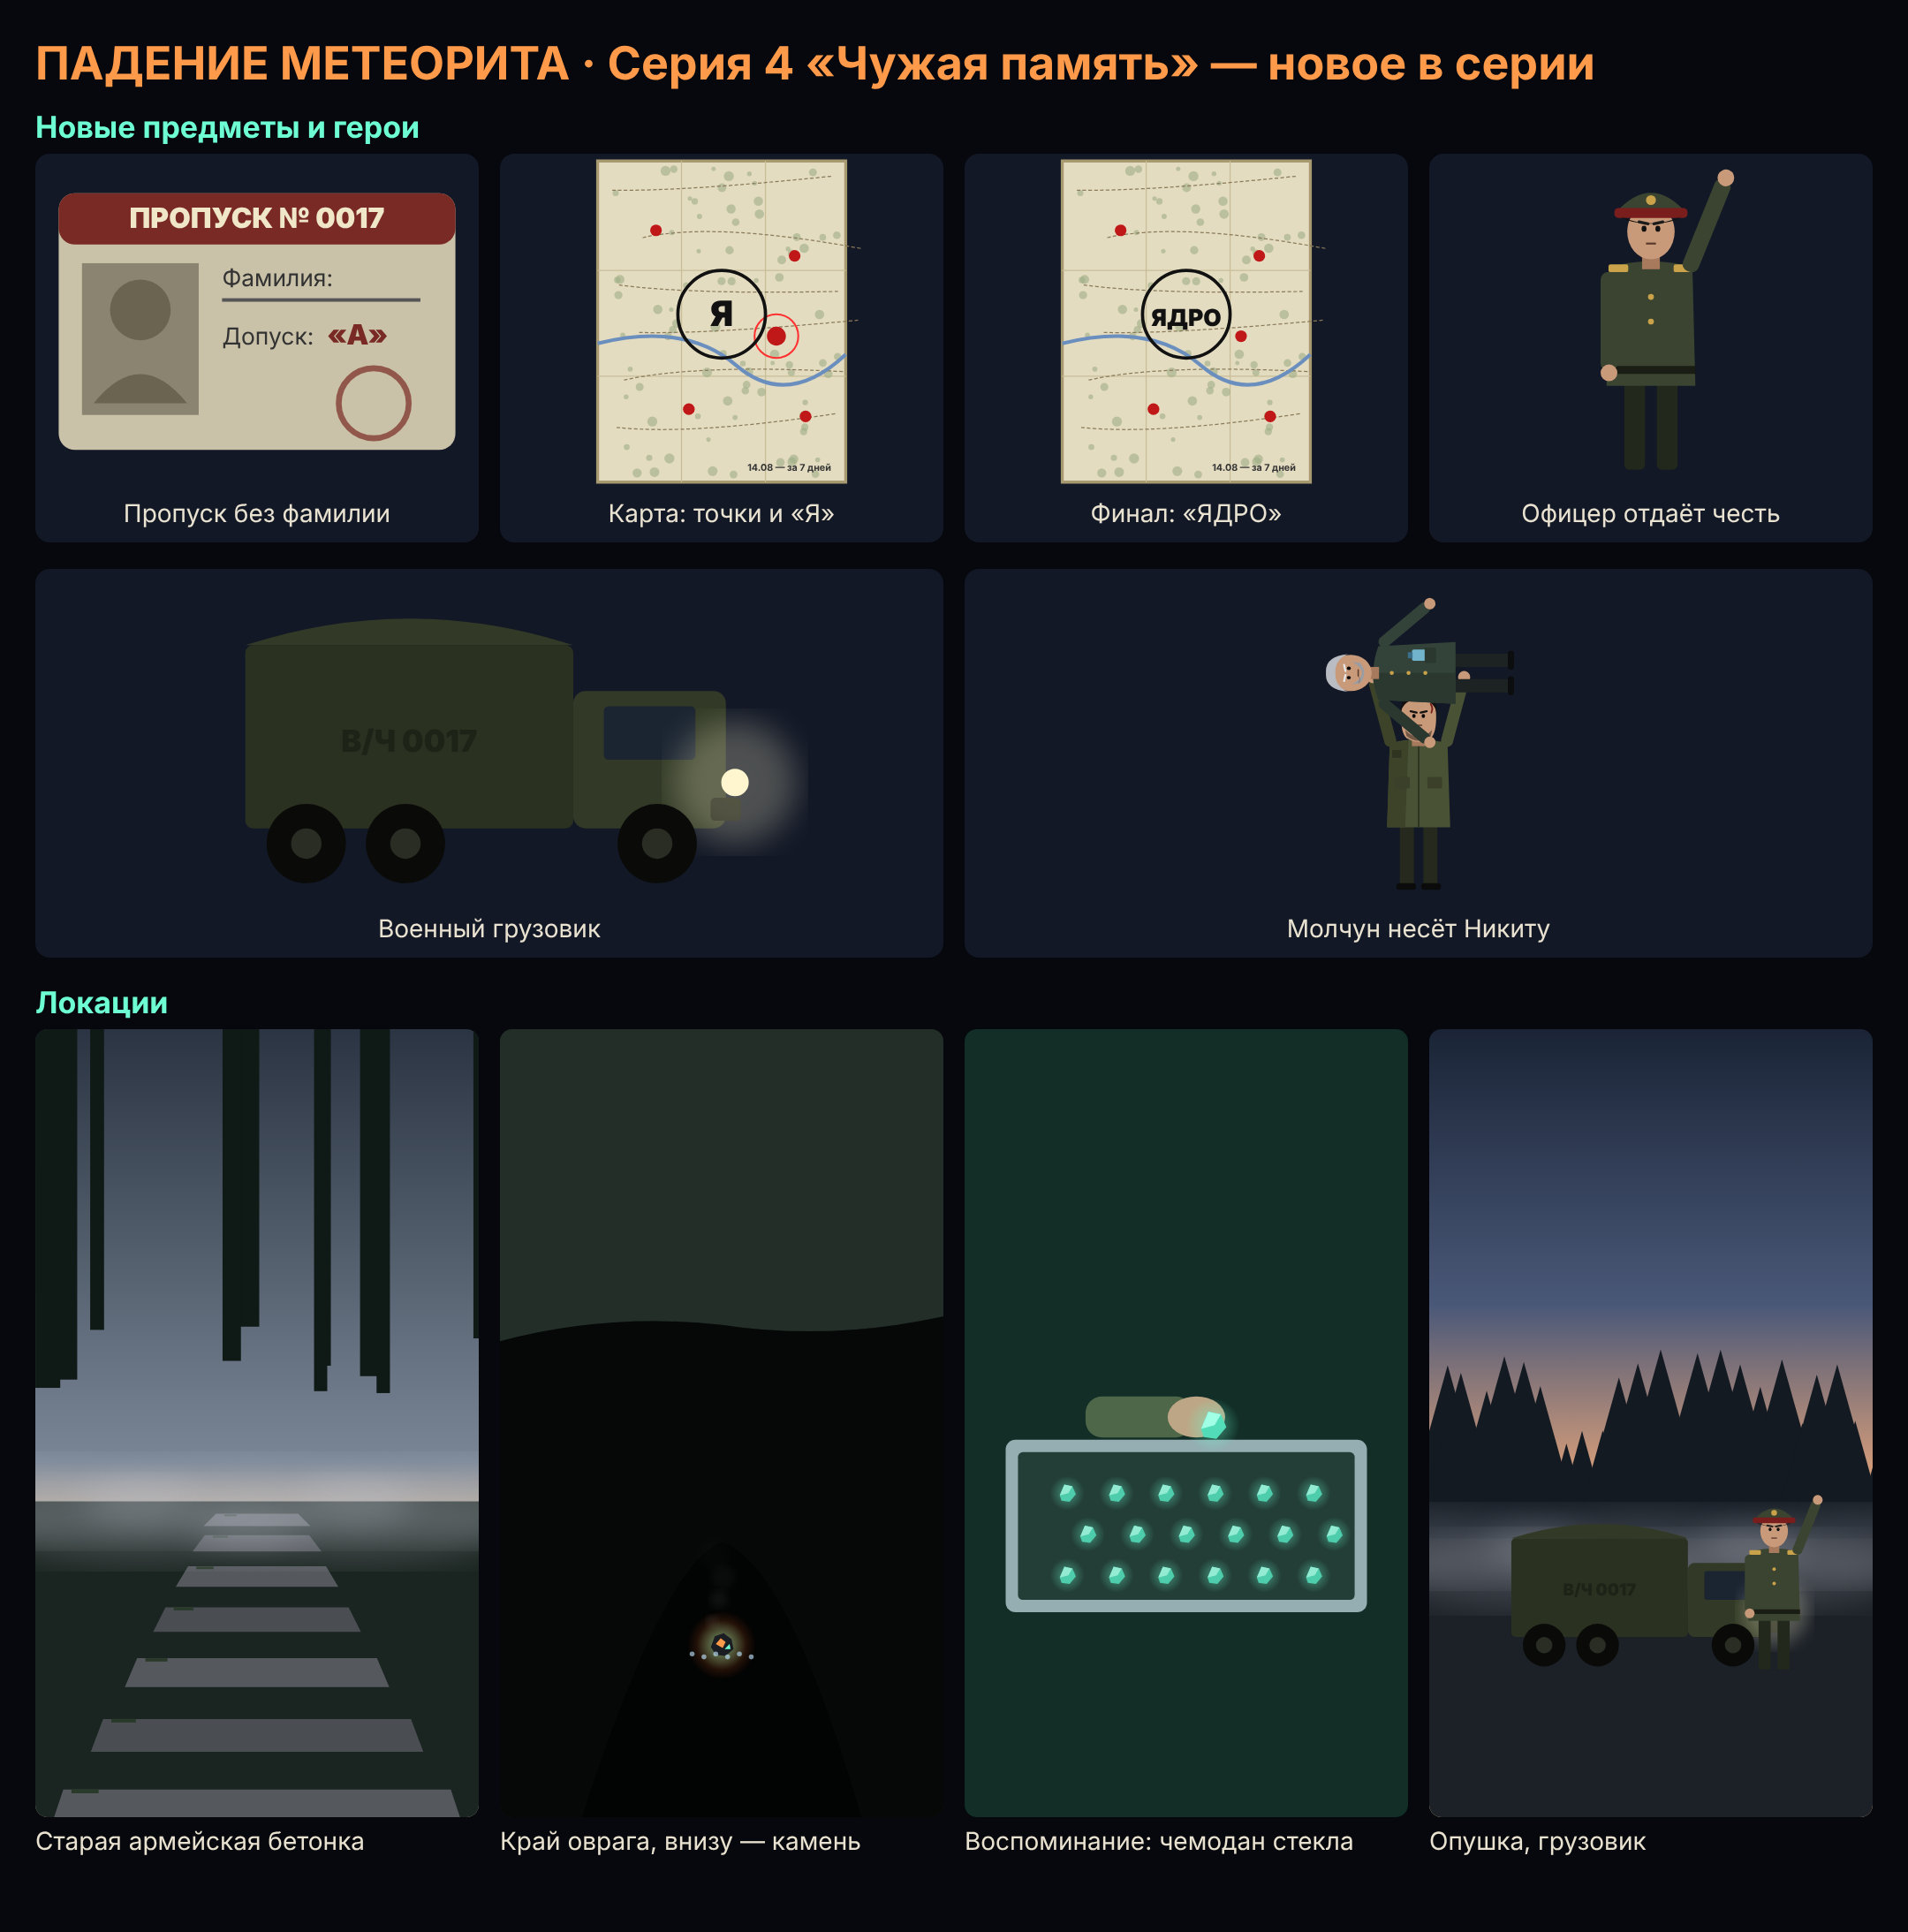 ПАДЕНИЕ МЕТЕОРИТА · Серия 4 «Чужая память» — новое в серии
Новые предметы и герои
ПРОПУСК № 0017
Фамилия:
Допуск: «А»
Пропуск без фамилии
Я
14.08 — за 7 дней
Карта: точки и «Я»
ЯДРО
14.08 — за 7 дней
Финал: «ЯДРО»
Офицер отдаёт честь
В/Ч 0017
Военный грузовик
Молчун несёт Никиту
Локации
Старая армейская бетонка
Край оврага, внизу — камень
Воспоминание: чемодан стекла
В/Ч 0017
Опушка, грузовик